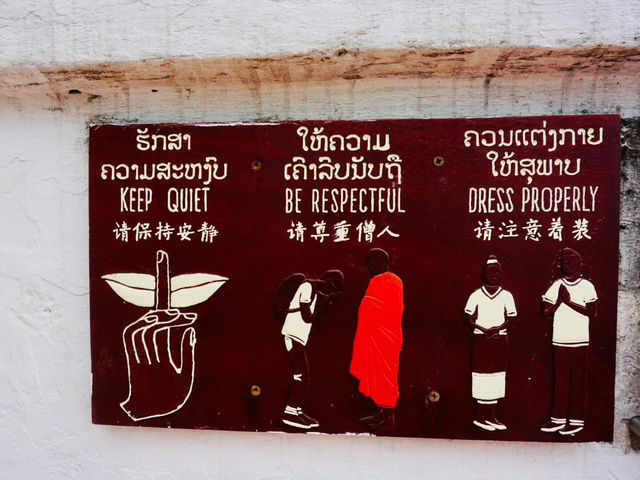 ຮັກສາ
ຄວາມສະຫງົບ
KEEP QUIET
请保持安静
ໃຫ້ຄວາມ
ເຄົາລົບນັບຖື
BE RESPECTFUL
请尊重僧人
ຄວນແຕ່ງກາຍ
ໃຫ້ສຸພາບ
DRESS PROPERLY
请注意着装